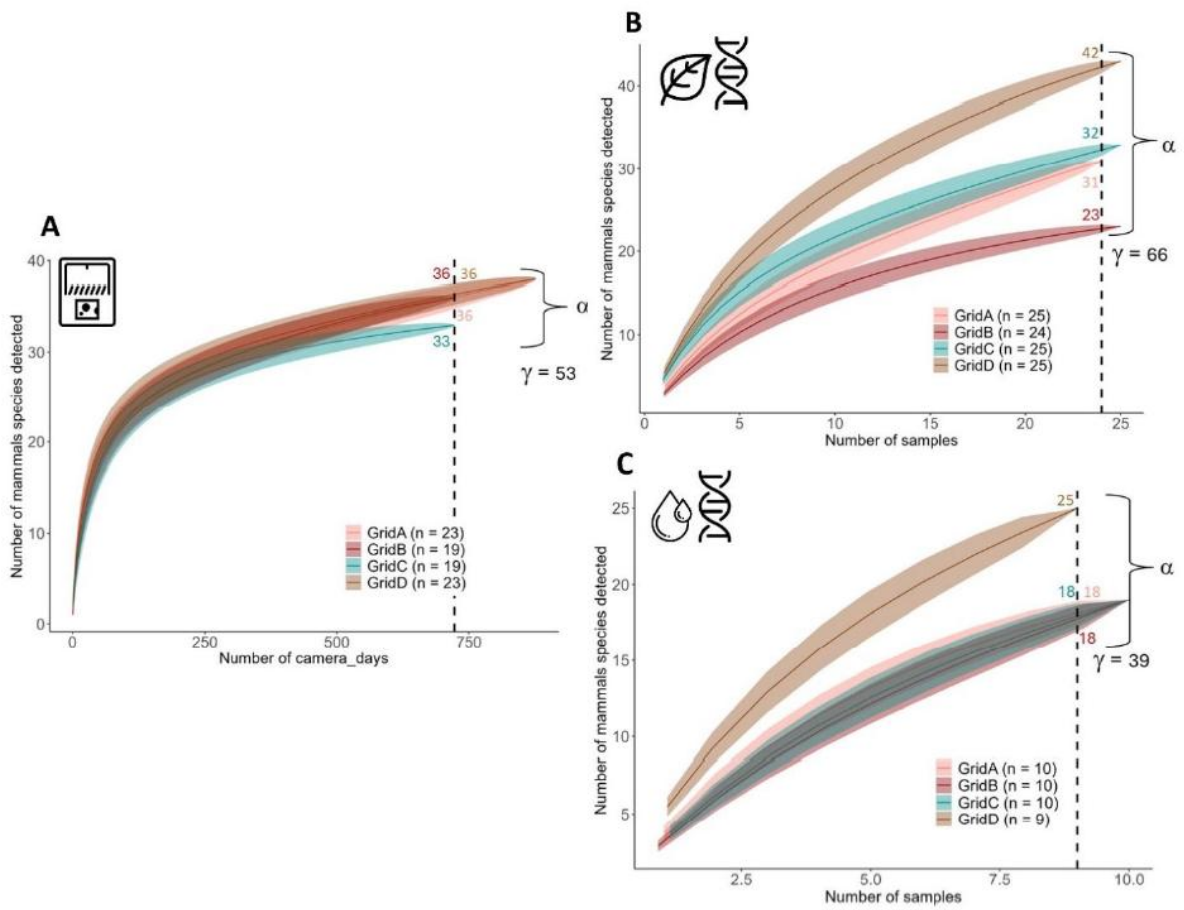 A
Number of mammals species detected
40
30
20
10
0
36 36
36
33
α
γ = 53
GridA (n = 23)
GridB (n = 19)
GridC (n = 19)
GridD (n = 23)
0 250 500 750
Number of camera_days
B
Number of mammals species detected
40
30
20
10
42
32
31
23
α
γ = 66
GridA (n = 25)
GridB (n = 24)
GridC (n = 25)
GridD (n = 25)
0 5 10 15 20 25
Number of samples
C
Number of mammals species detected
25
20
15
10
5
25
18 18
18
α
γ = 39
GridA (n = 10)
GridB (n = 10)
GridC (n = 10)
GridD (n = 9)
2.5 5.0 7.5 10.0
Number of samples